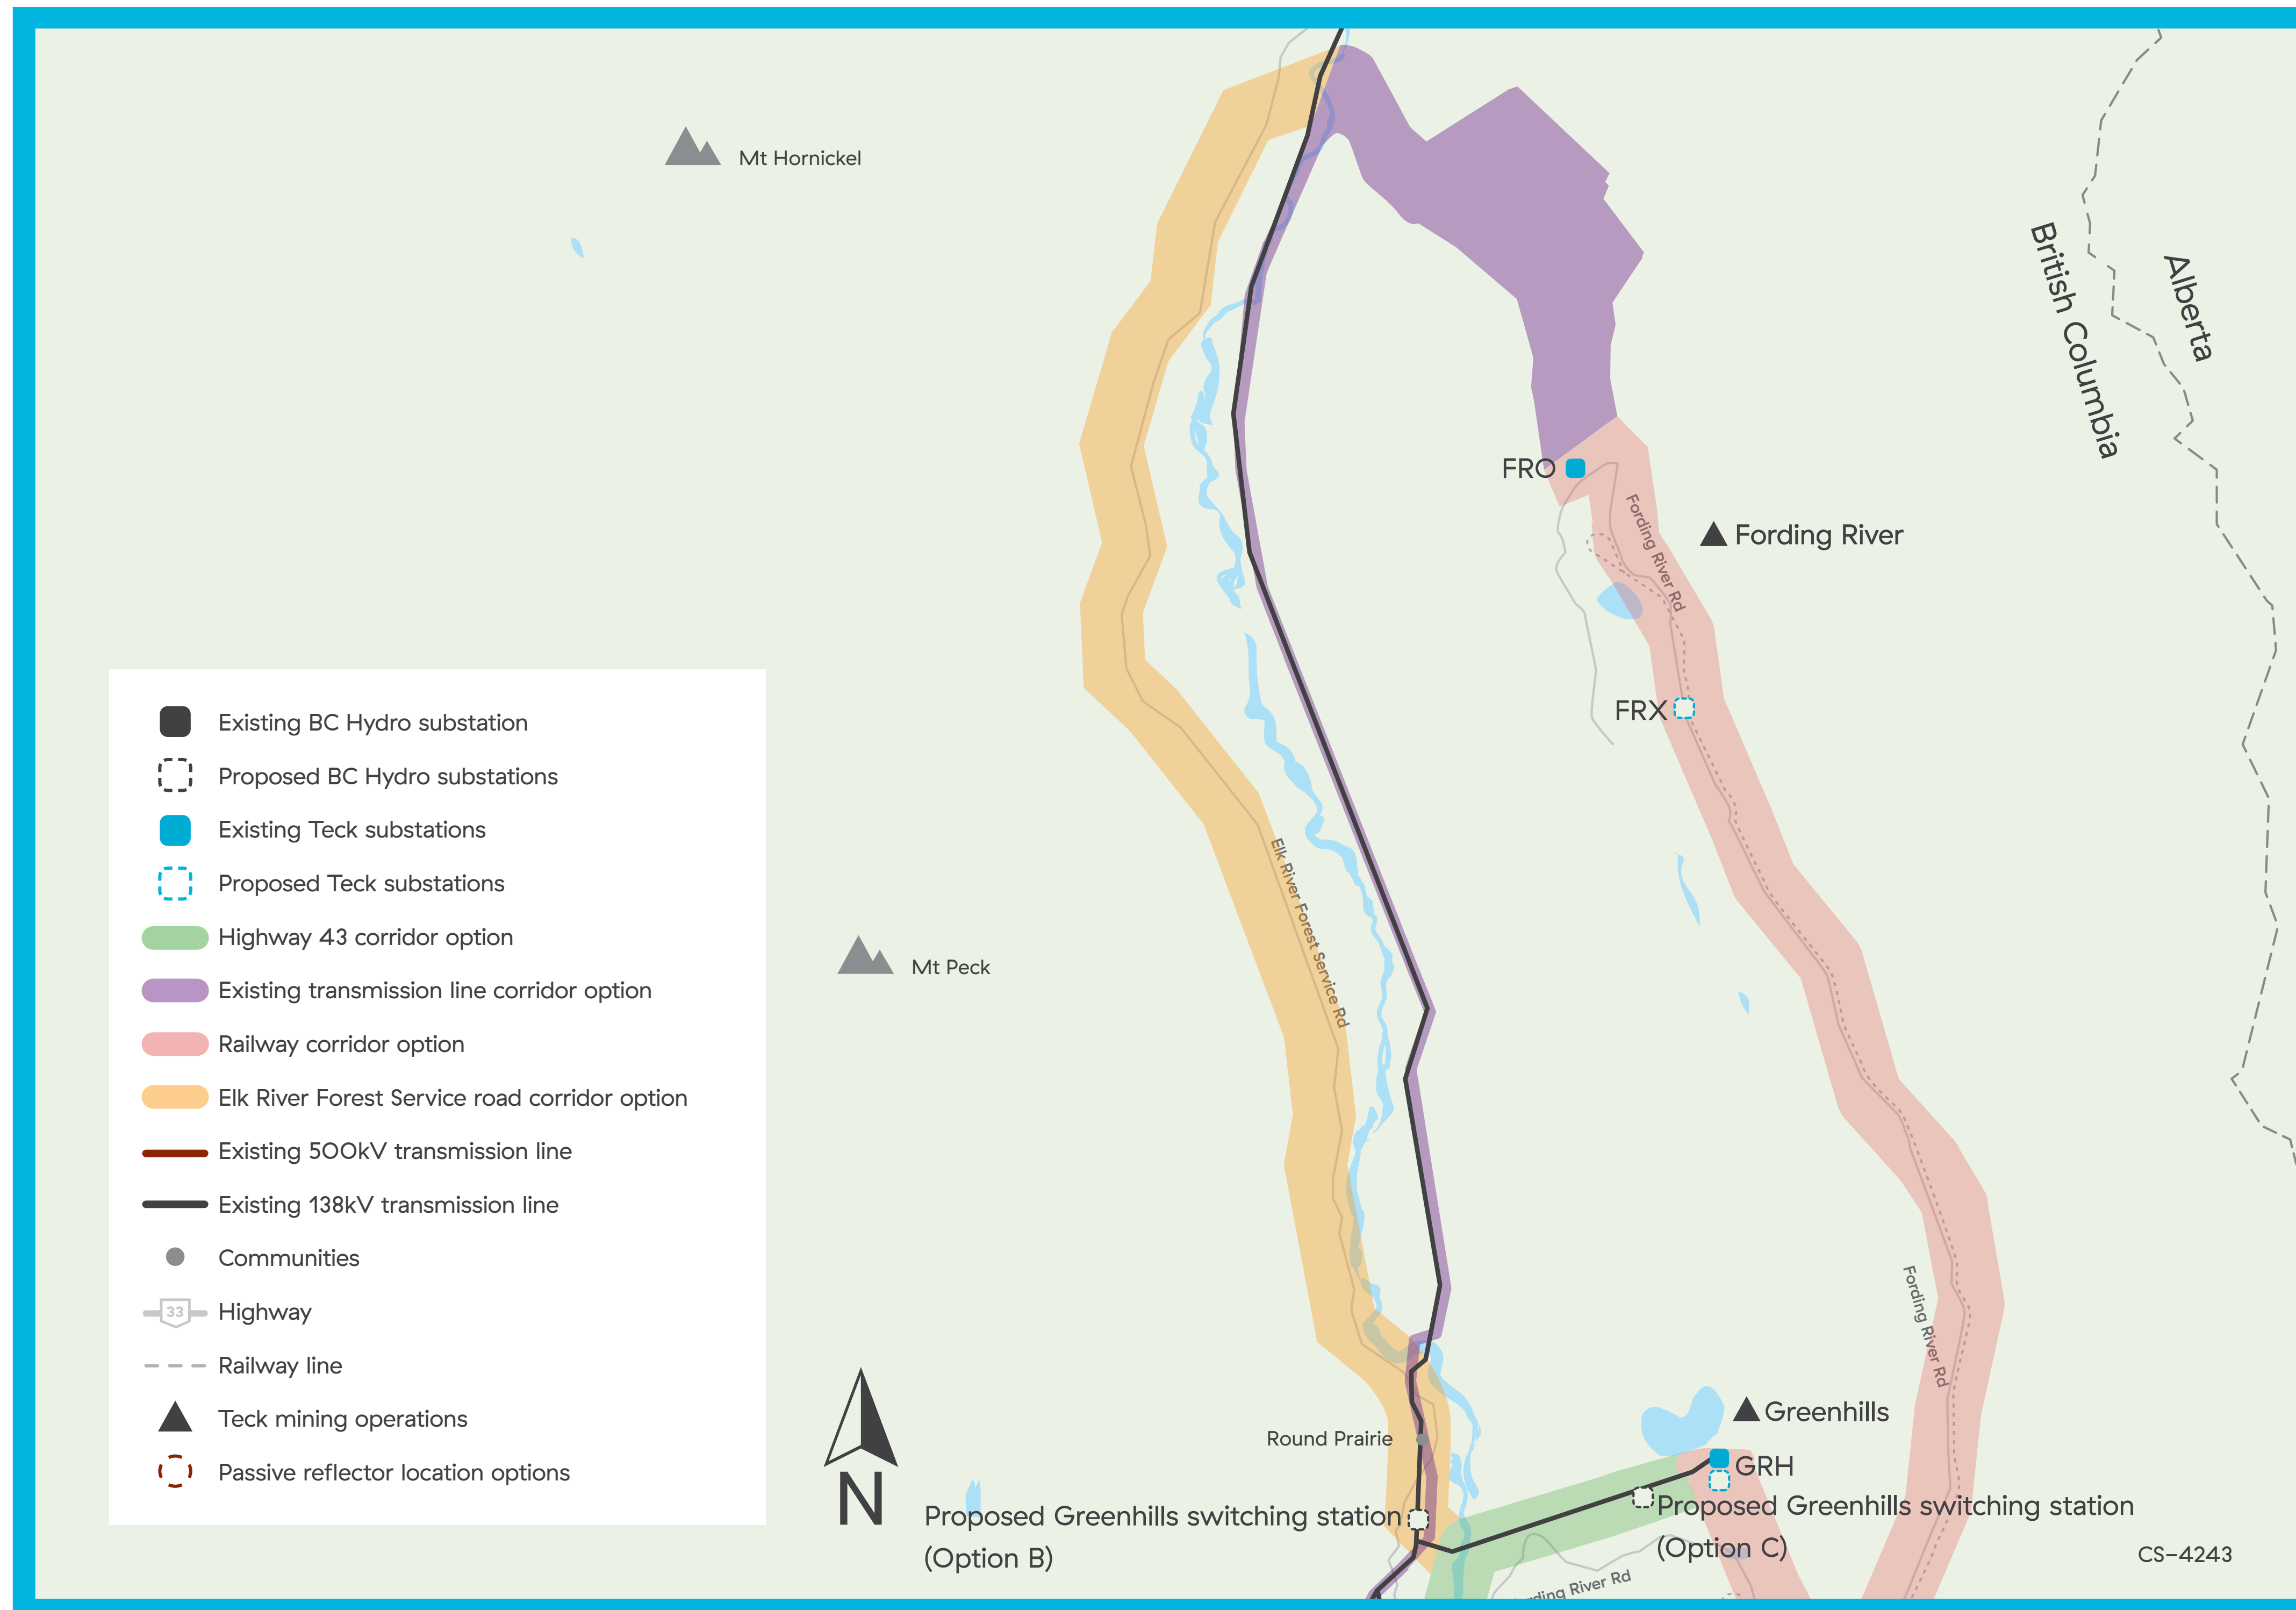 Mt Hornickel
British Columbia
Alberta
FRO
Fording River Rd
Fording River
FRX
Existing BC Hydro substation
Proposed BC Hydro substations
Existing Teck substations
Proposed Teck substations
Highway 43 corridor option
Existing transmission line corridor option
Railway corridor option
Elk River Forest Service road corridor option
Existing 500kV transmission line
Existing 138kV transmission line
Communities
33
Highway
Railway line
Teck mining operations
Passive reflector location options
Elk River Forest Service Rd
Mt Peck
Fording River Rd
N
Round Prairie
Greenhills
GRH
Proposed Greenhills switching station
(Option B)
Proposed Greenhills switching station
(Option C)
River Rd
CS-4243